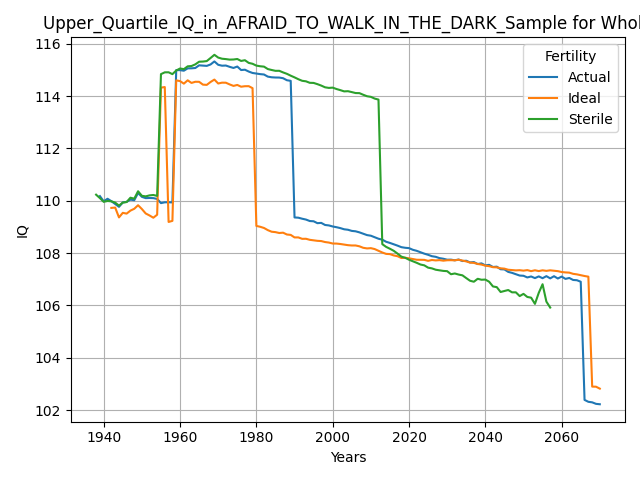 Upper_Quartile_IQ_in_AFRAID_TO_WALK_IN_THE_DARK_Sample for Whol
116
114
112
110
108
106
104
102
IQ
Fertility
Actual
Ideal
Sterile
1940
1960
1980
2000
2020
2040
2060
Years